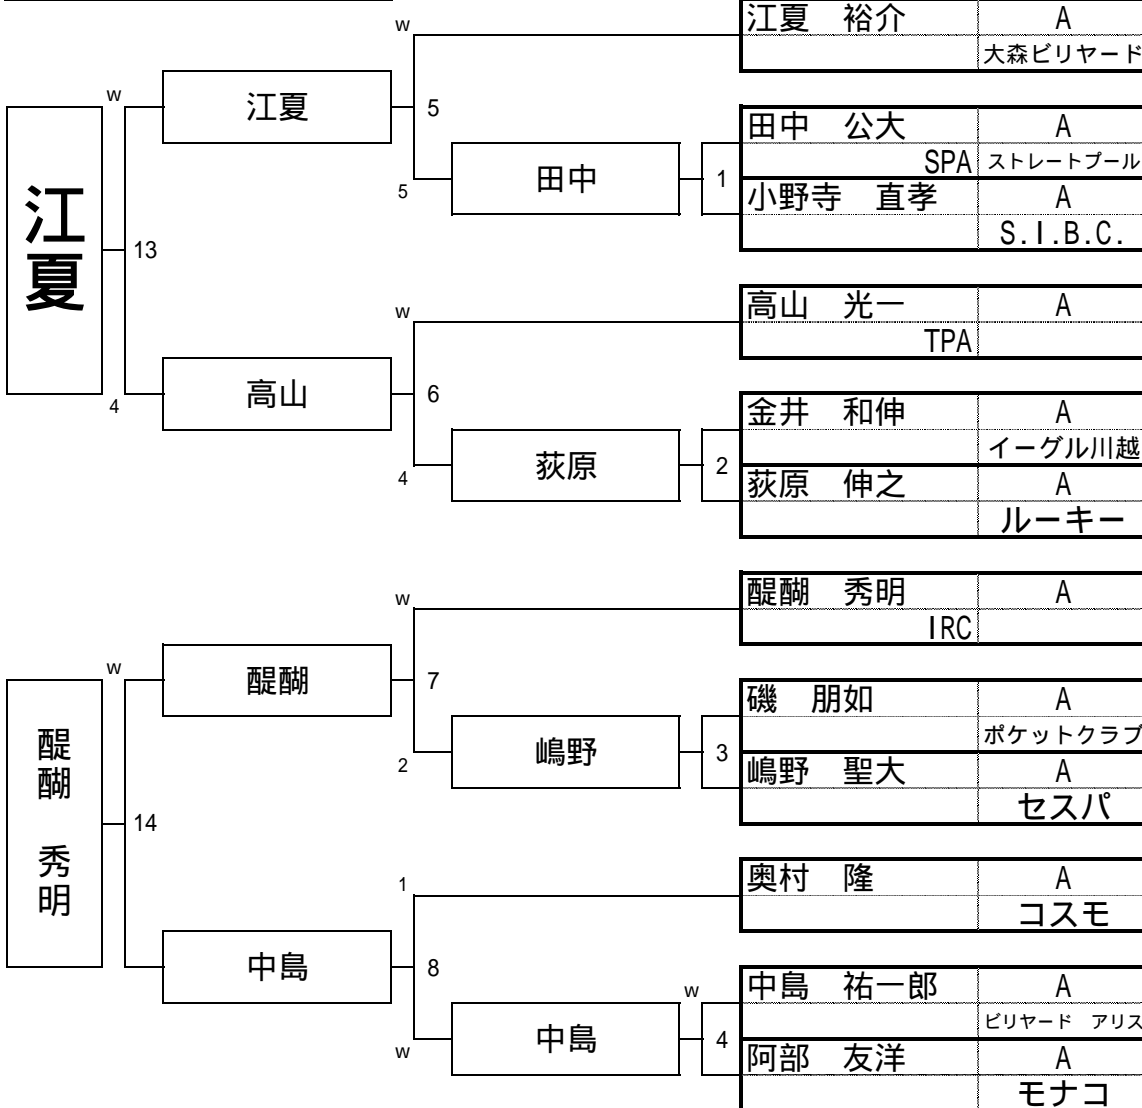 w
江夏 裕介 A
大森ビリヤード
w
江夏
5
田中 公大 A
SPA ストレートプール
田中
1
5
小野寺 直孝 A
S.I.B.C.
江夏
13
高山 光一 A
w
TPA
高山
6
4
金井 和伸 A
イーグル川越
荻原
2
4
荻原 伸之 A
ルーキー
醍醐 秀明 A
w
IRC
w
醍醐
7
磯 朋如 A
ポケットクラブ
嶋野
3
2
嶋野 聖大 A
セスパ
醍醐 秀明
14
奥村 隆 A
1
コスモ
中島
8
中島 祐一郎 A
w
ビリヤード アリス
中島
4
w
阿部 友洋 A
モナコ